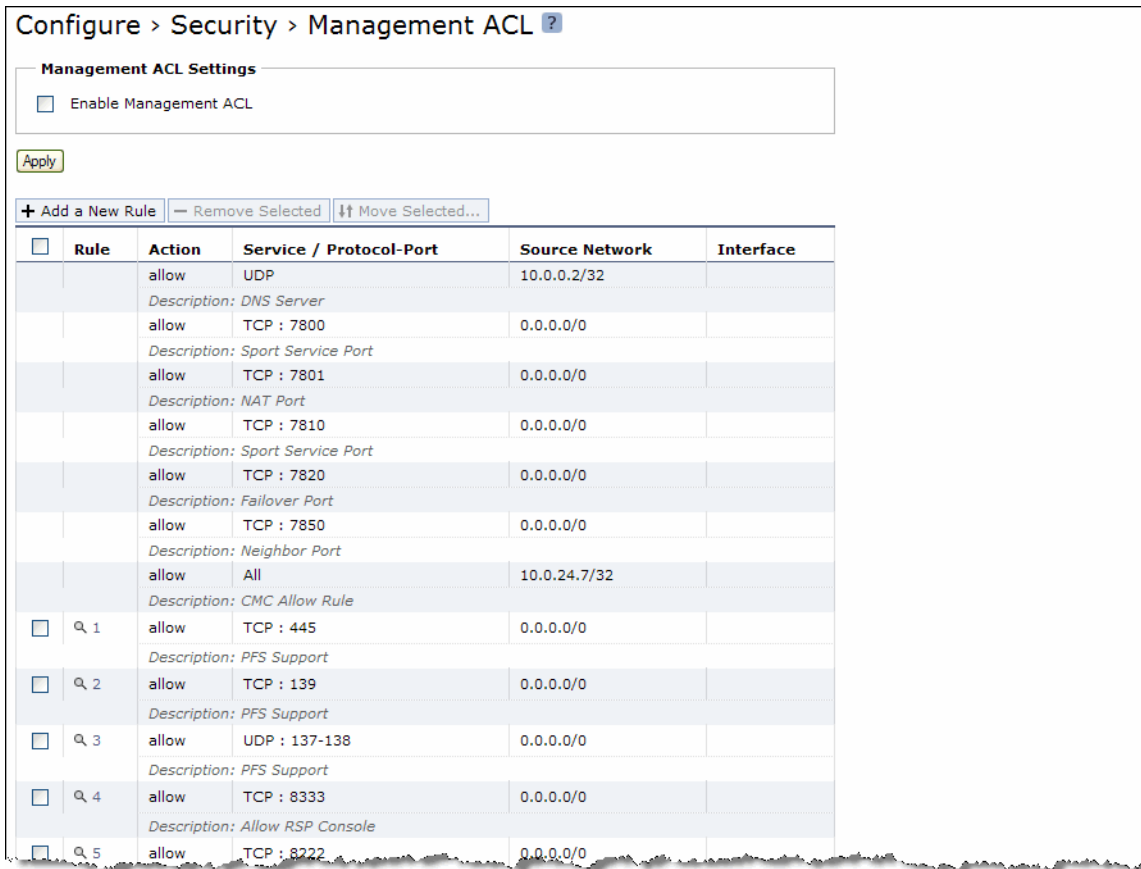 Configure › Security › Management ACL ?
Management ACL Settings
Enable Management ACL
Apply
+ Add a New Rule — Remove Selected Move Selected...
Rule Action Service / Protocol-Port Source Network Interface
allow UDP 10.0.0.2/32
Description: DNS Server
allow TCP : 7800 0.0.0.0/0
Description: Sport Service Port
allow TCP : 7801 0.0.0.0/0
Description: NAT Port
allow TCP : 7810 0.0.0.0/0
Description: Sport Service Port
allow TCP : 7820 0.0.0.0/0
Description: Failover Port
allow TCP : 7850 0.0.0.0/0
Description: Neighbor Port
allow All 10.0.24.7/32
Description: CMC Allow Rule
1 allow TCP : 445 0.0.0.0/0
Description: PFS Support
2 allow TCP : 139 0.0.0.0/0
Description: PFS Support
3 allow UDP : 137-138 0.0.0.0/0
Description: PFS Support
4 allow TCP : 8333 0.0.0.0/0
Description: Allow RSP Console
5 allow TCP : 8222 0.0.0.0/0